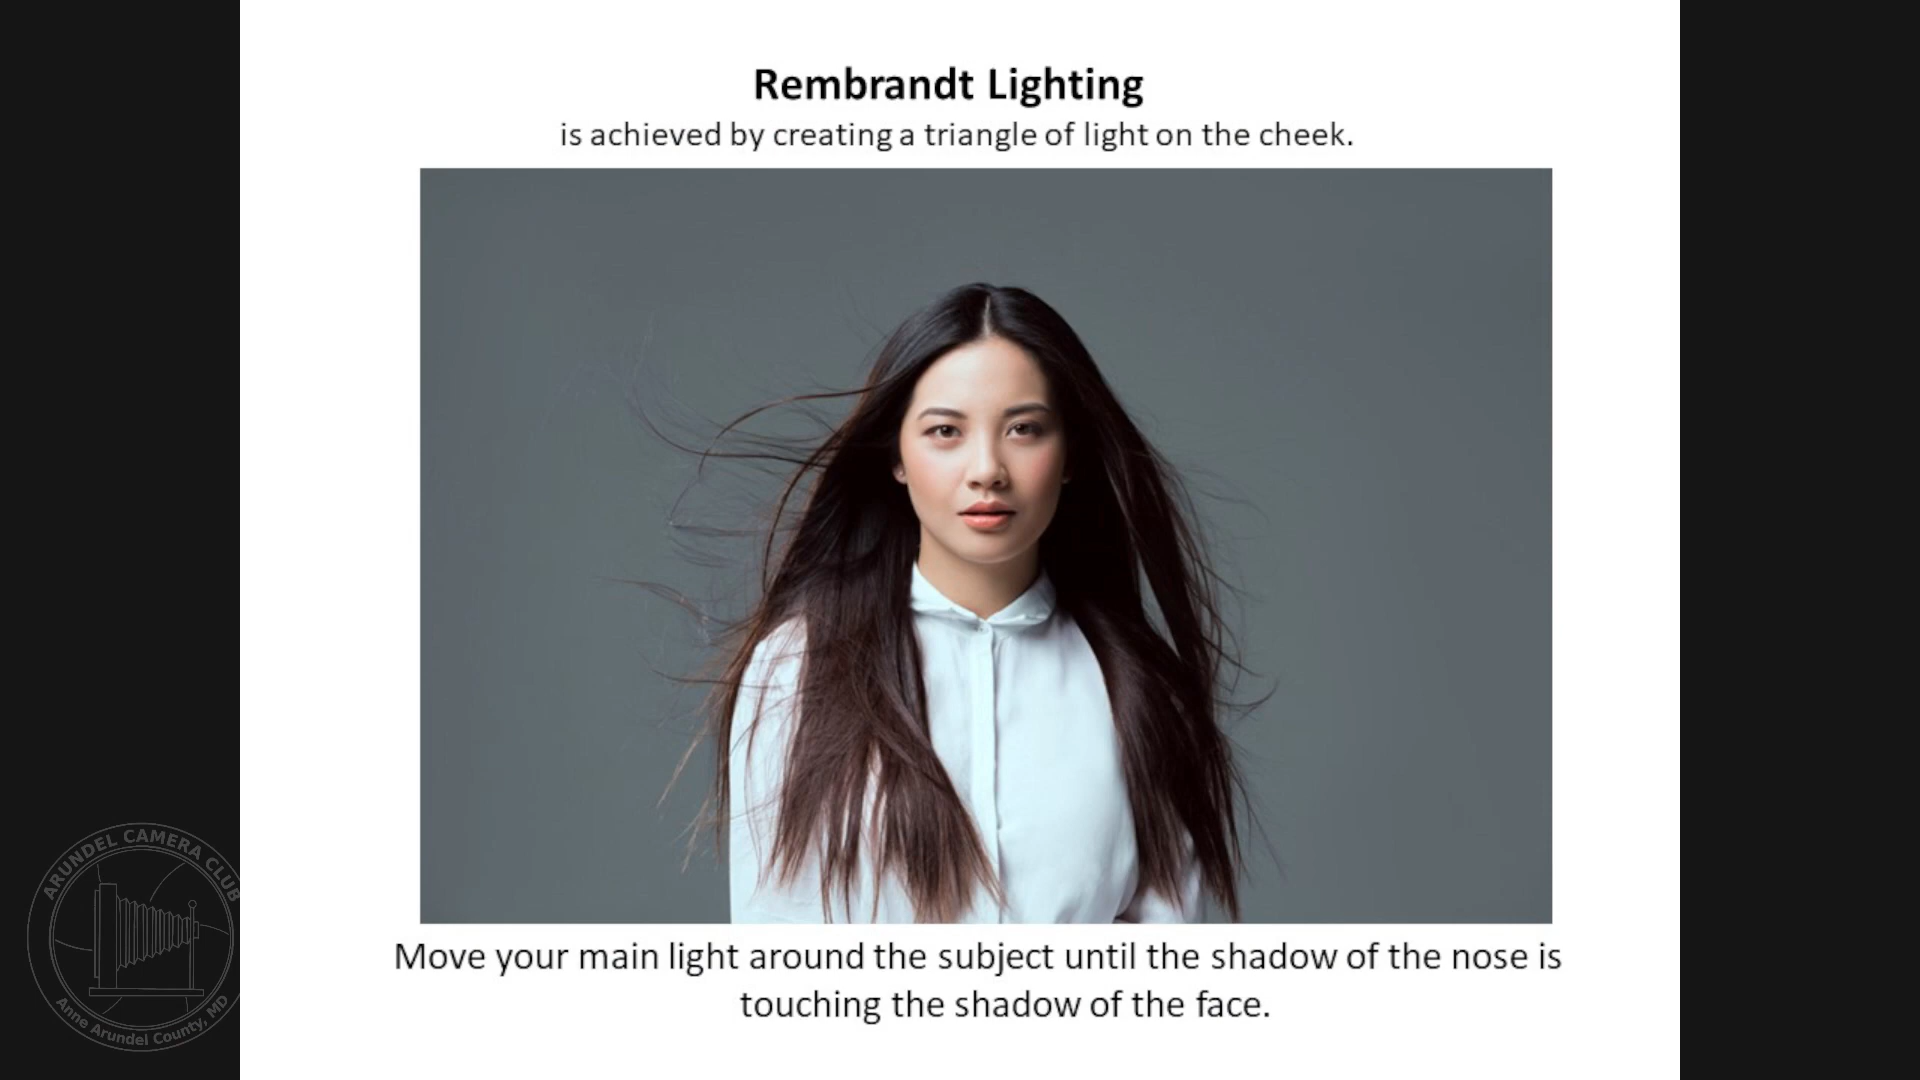 Rembrandt Lighting
is achieved by creating a triangle of light on the cheek.
Move your main light around the subject until the shadow of the nose is
touching the shadow of the face.
ARUNDEL CAMERA CLUB
Anne Arundel County, MD